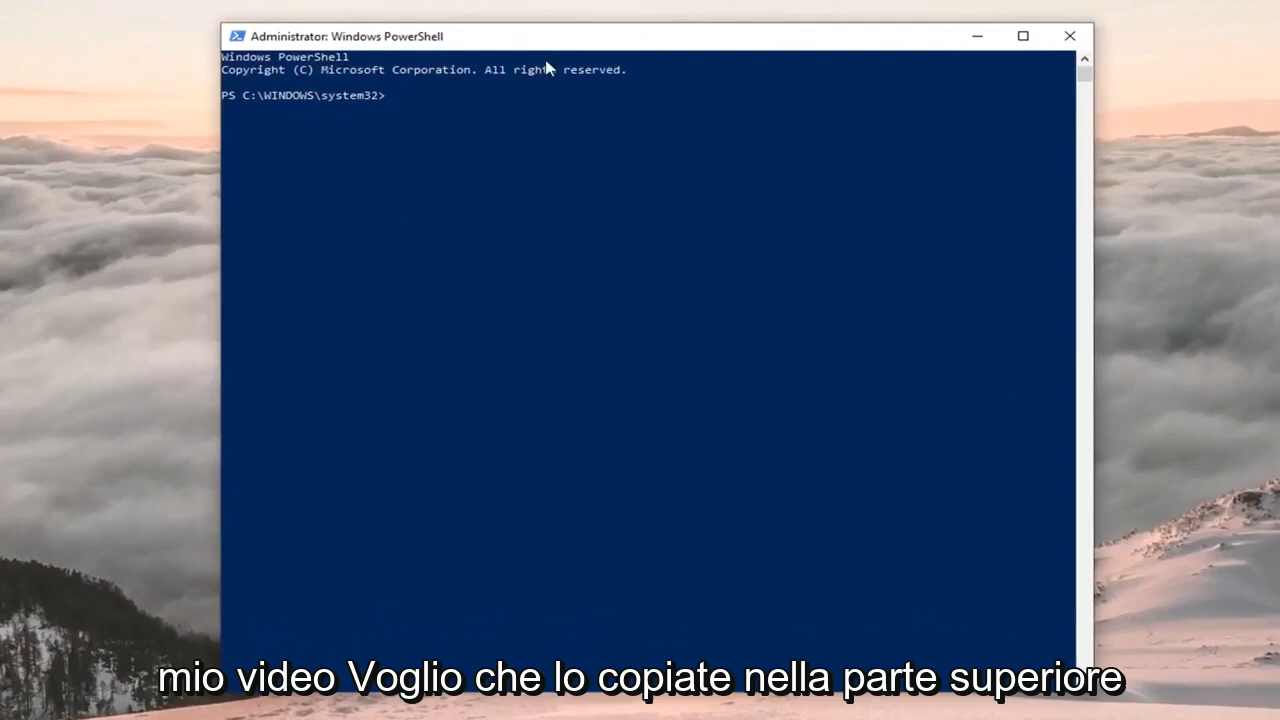 Administrator: Windows PowerShell
Windows PowerShell
Copyright (C) Microsoft Corporation. All rights reserved.
PS C:\WINDOWS\system32>
mio video Voglio che lo copiate nella parte superiore